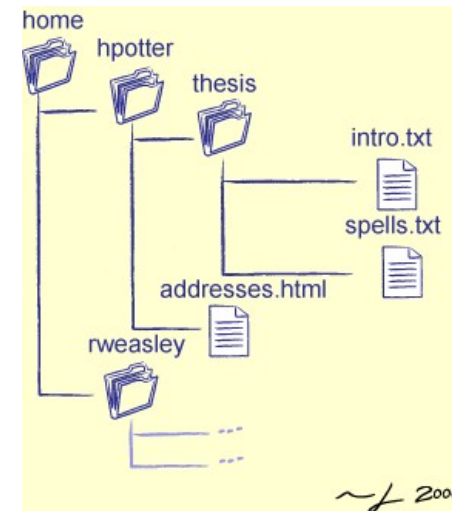 home
hpotter
thesis
intro.txt
spells.txt
addresses.html
rweasley